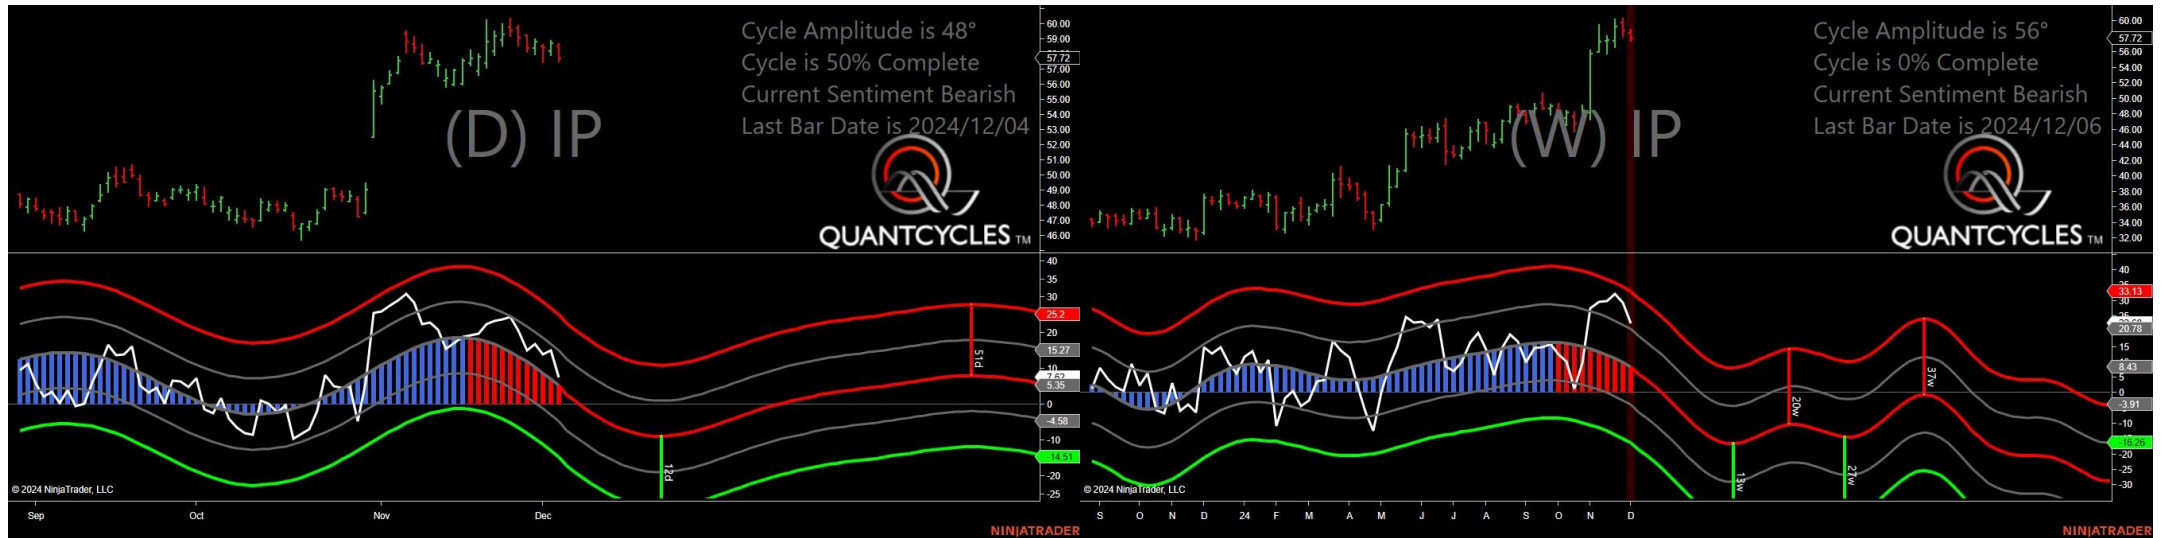 Cycle Amplitude is 48°
Cycle is 50% Complete
Current Sentiment Bearish
Last Bar Date is 2024/12/04
(D) IP
QUANTCYCLES TM
60.00
59.00
57.72
57.00
56.00
55.00
54.00
53.00
52.00
51.00
50.00
49.00
48.00
47.00
46.00
40
35
30
25.2
20
15.27
10
7.62
5.35
0
-4.58
-10
-14.51
-20
-25
51d
12d
© 2024 NinjaTrader, LLC
Sep Oct Nov Dec
NINJATRADER
Cycle Amplitude is 56°
Cycle is 0% Complete
Current Sentiment Bearish
Last Bar Date is 2024/12/06
(W) IP
QUANTCYCLES TM
60.00
57.72
56.00
54.00
52.00
50.00
48.00
46.00
44.00
42.00
40.00
38.00
36.00
34.00
32.00
40
33.13
30
20.78
15
8.43
5
0
-3.91
-10
-16.26
-20
-25
-30
20w
37w
13w
27w
© 2024 NinjaTrader, LLC
S O N D 24 F M A M J J A S O N D
NINJATRADER